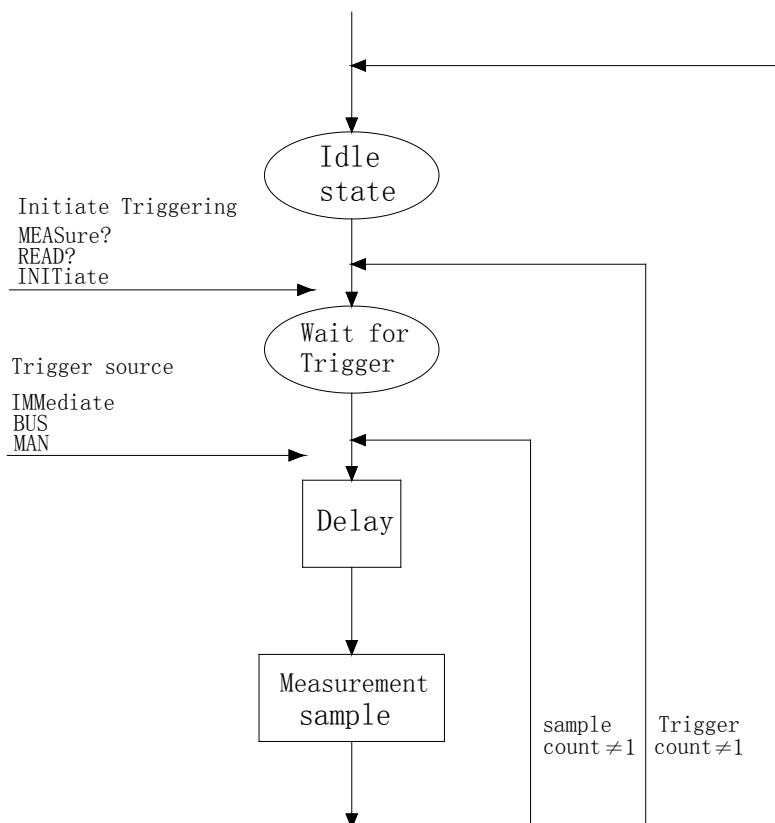 Idle
state
Initiate Triggering
MEASure?
READ?
INITiate
Wait for
Trigger
Trigger source
IMMediate
BUS
MAN
Delay
Measurement
sample
sample
count≠1
Trigger
count≠1